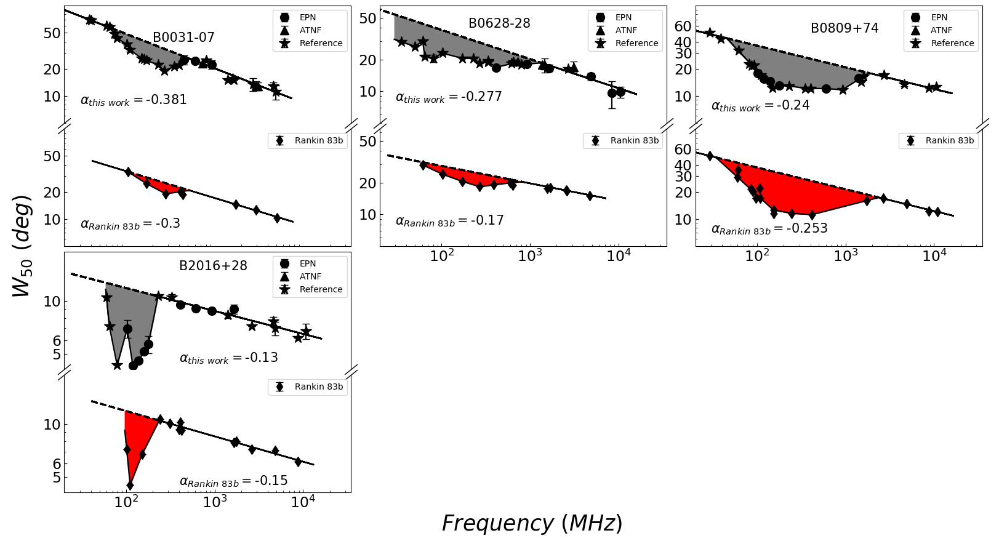 B0031-07
EPN
ATNF
Reference
50
20
10
α_this work = -0.381
Rankin 83b
50
20
10
α_Rankin 83b = -0.3
B0628-28
EPN
ATNF
Reference
50
20
10
α_this work = -0.277
Rankin 83b
50
20
10
α_Rankin 83b = -0.17
10² 10³ 10⁴
B0809+74
EPN
ATNF
Reference
60
40
30
20
10
α_this work = -0.24
Rankin 83b
60
40
30
20
10
α_Rankin 83b = -0.253
10² 10³ 10⁴
W₅₀ (deg)
B2016+28
EPN
ATNF
Reference
10
6
5
α_this work = -0.13
Rankin 83b
10
6
5
α_Rankin 83b = -0.15
10² 10³ 10⁴
Frequency (MHz)